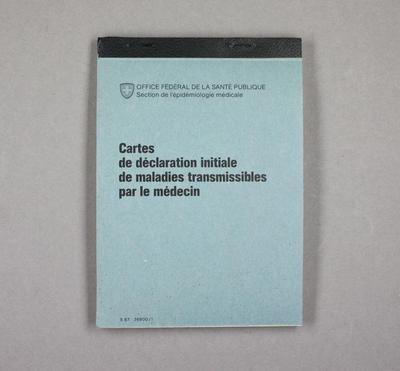 OFFICE FÉDÉRAL DE LA SANTÉ PUBLIQUE
Section de l'épidémiologie médicale
Cartes
de déclaration initiale
de maladies transmissibles
par le médecin